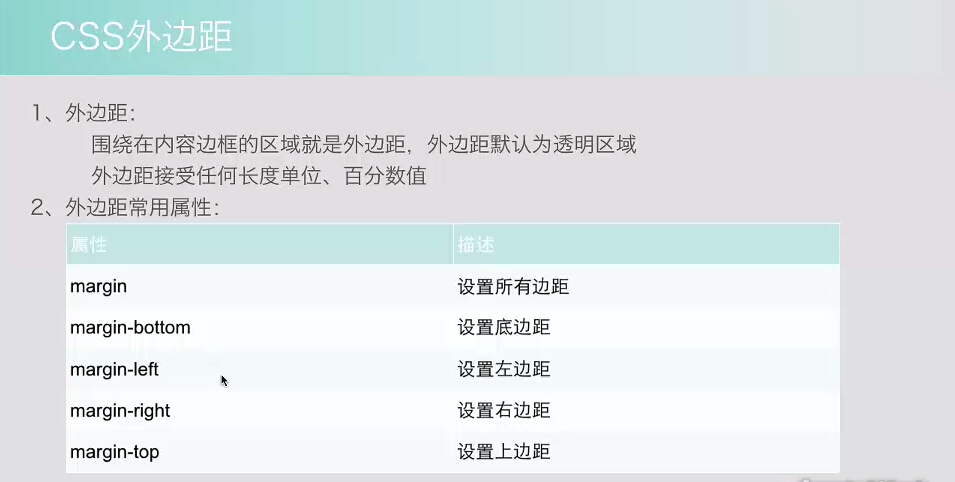 CSS外边距
1、外边距：
围绕在内容边框的区域就是外边距，外边距默认为透明区域
外边距接受任何长度单位、百分数值
2、外边距常用属性：
属性 描述
margin 设置所有边距
margin-bottom 设置底边距
margin-left 设置左边距
margin-right 设置右边距
margin-top 设置上边距